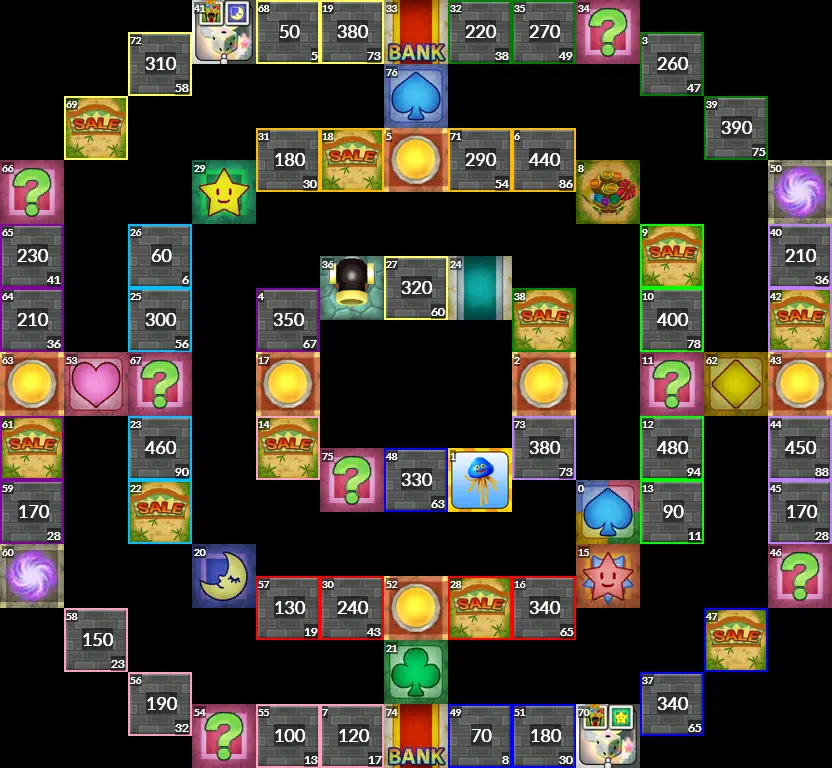 41 68 50 5 19 380 73 33 BANK 32 220 38 35 270 49 34 ?
72 310 58 3 260 47
76
69 SALE 39 390 75
31 180 30 18 SALE 5 71 290 54 6 440 86
66 ? 29 8 50
65 230 41 26 60 6 9 SALE 40 210 36
36 27 320 60 24
64 210 36 25 300 56 4 350 67 38 SALE 10 400 78 42 SALE
63 53 67 ? 17 2 11 ? 62 43
61 SALE 23 460 90 14 SALE 73 380 73 12 480 94 44 450 88
75 ? 48 330 63 1
59 170 28 22 SALE 0 13 90 11 45 170 28
60 20 15 46 ?
57 130 19 30 240 43 52 28 SALE 16 340 65
58 150 23 47 SALE
21
56 190 32 37 340 65
54 ? 55 100 13 7 120 17 74 BANK 49 70 8 51 180 30 70